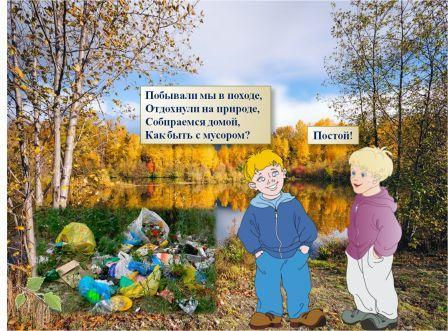 Побывали мы в походе,
Отдохнули на природе,
Собираемся домой,
Как быть с мусором?
Постой!